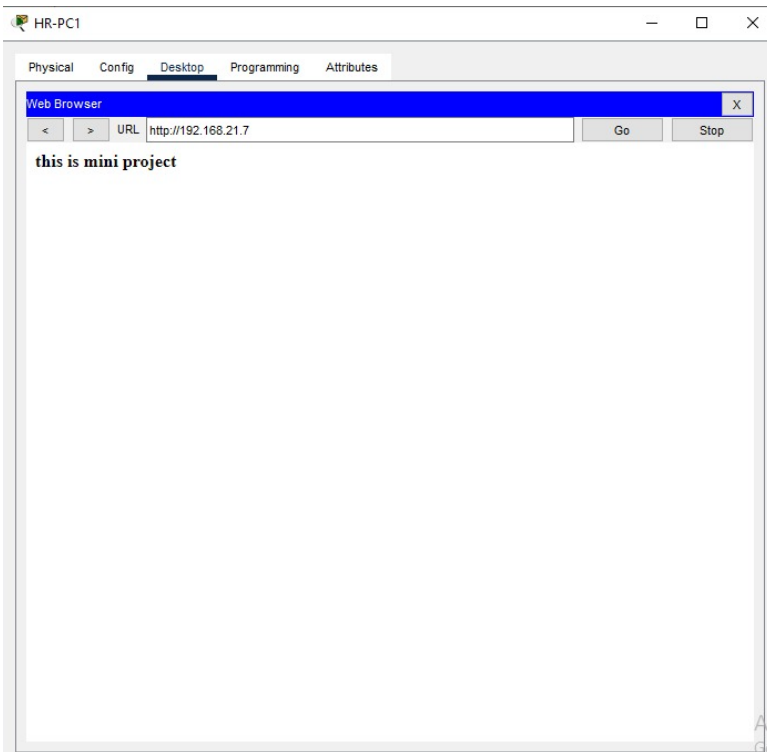 HR-PC1
Physical Config Desktop Programming Attributes
Web Browser X
< > URL http://192.168.21.7 Go Stop
this is mini project
A
G